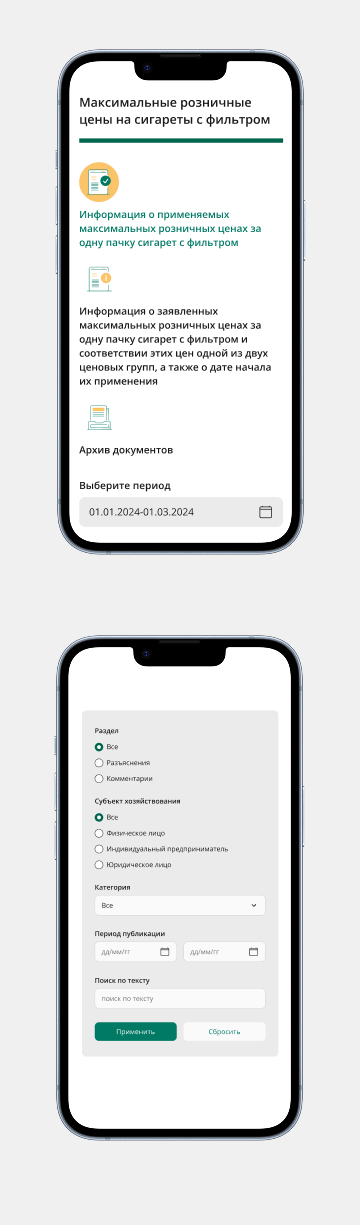 Максимальные розничные
цены на сигареты с фильтром
Информация о применяемых
максимальных розничных ценах за
одну пачку сигарет с фильтром
Информация о заявленных
максимальных розничных ценах за
одну пачку сигарет с фильтром и
соответствии этих цен одной из двух
ценовых групп, а также о дате начала
их применения
Архив документов
Выберите период
01.01.2024-01.03.2024
Раздел
Все
Разъяснения
Комментарии
Субъект хозяйствования
Все
Физическое лицо
Индивидуальный предприниматель
Юридическое лицо
Категория
Все
Период публикации
дд/мм/гг дд/мм/гг
Поиск по тексту
поиск по тексту
Применить Сбросить